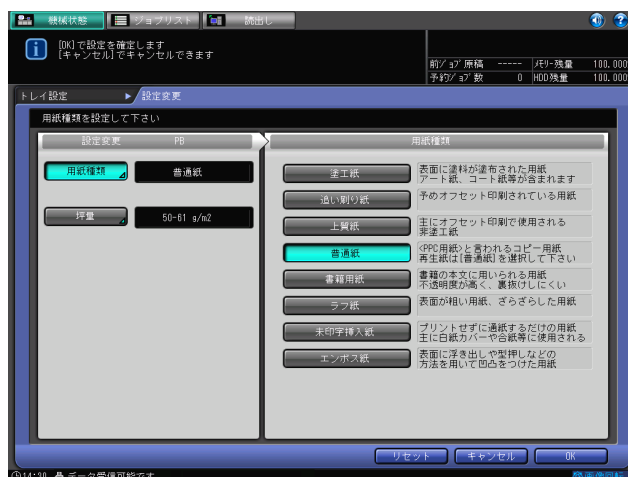 機械状態 ジョブリスト 読出し
[OK]で設定を確定します
[キャンセル]でキャンセルできます
前ジョブ原稿 ----- メモリー残量 100.000
予約ジョブ数 0 HDD残量 100.000
トレイ設定 設定変更
用紙種類を設定して下さい
設定変更 PB
用紙種類 普通紙
坪量 50-61 g/m2
用紙種類
塗工紙 表面に塗料が塗布された用紙
アート紙、コート紙等が含まれます
追い刷り紙 予めオフセット印刷されている用紙
上質紙 主にオフセット印刷で使用される
非塗工紙
普通紙 <PPC用紙>と言われるコピー用紙
再生紙は[普通紙]を選択して下さい
書籍用紙 書籍の本文に用いられる用紙
不透明度が高く、裏抜けしにくい
ラフ紙 表面が粗い用紙、ざらざらした用紙
未印字挿入紙 プリントせずに通紙するだけの用紙
主に白紙カバーや合紙等に使用される
エンボス紙 表面に浮き出しや型押しなどの
方法を用いて凹凸をつけた用紙
リセット キャンセル OK
14:30 データ受信可能です 画像回転